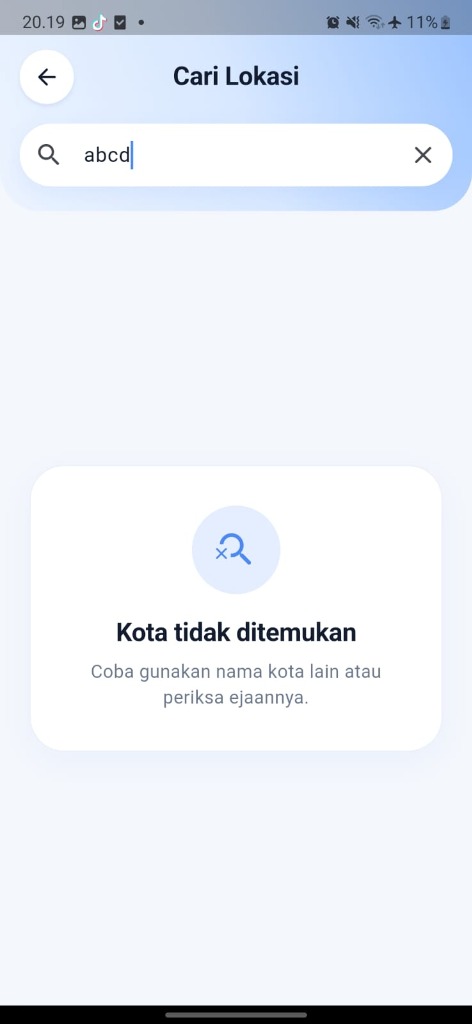 20.19 11%
Cari Lokasi
abcd
Kota tidak ditemukan
Coba gunakan nama kota lain atau
periksa ejaannya.